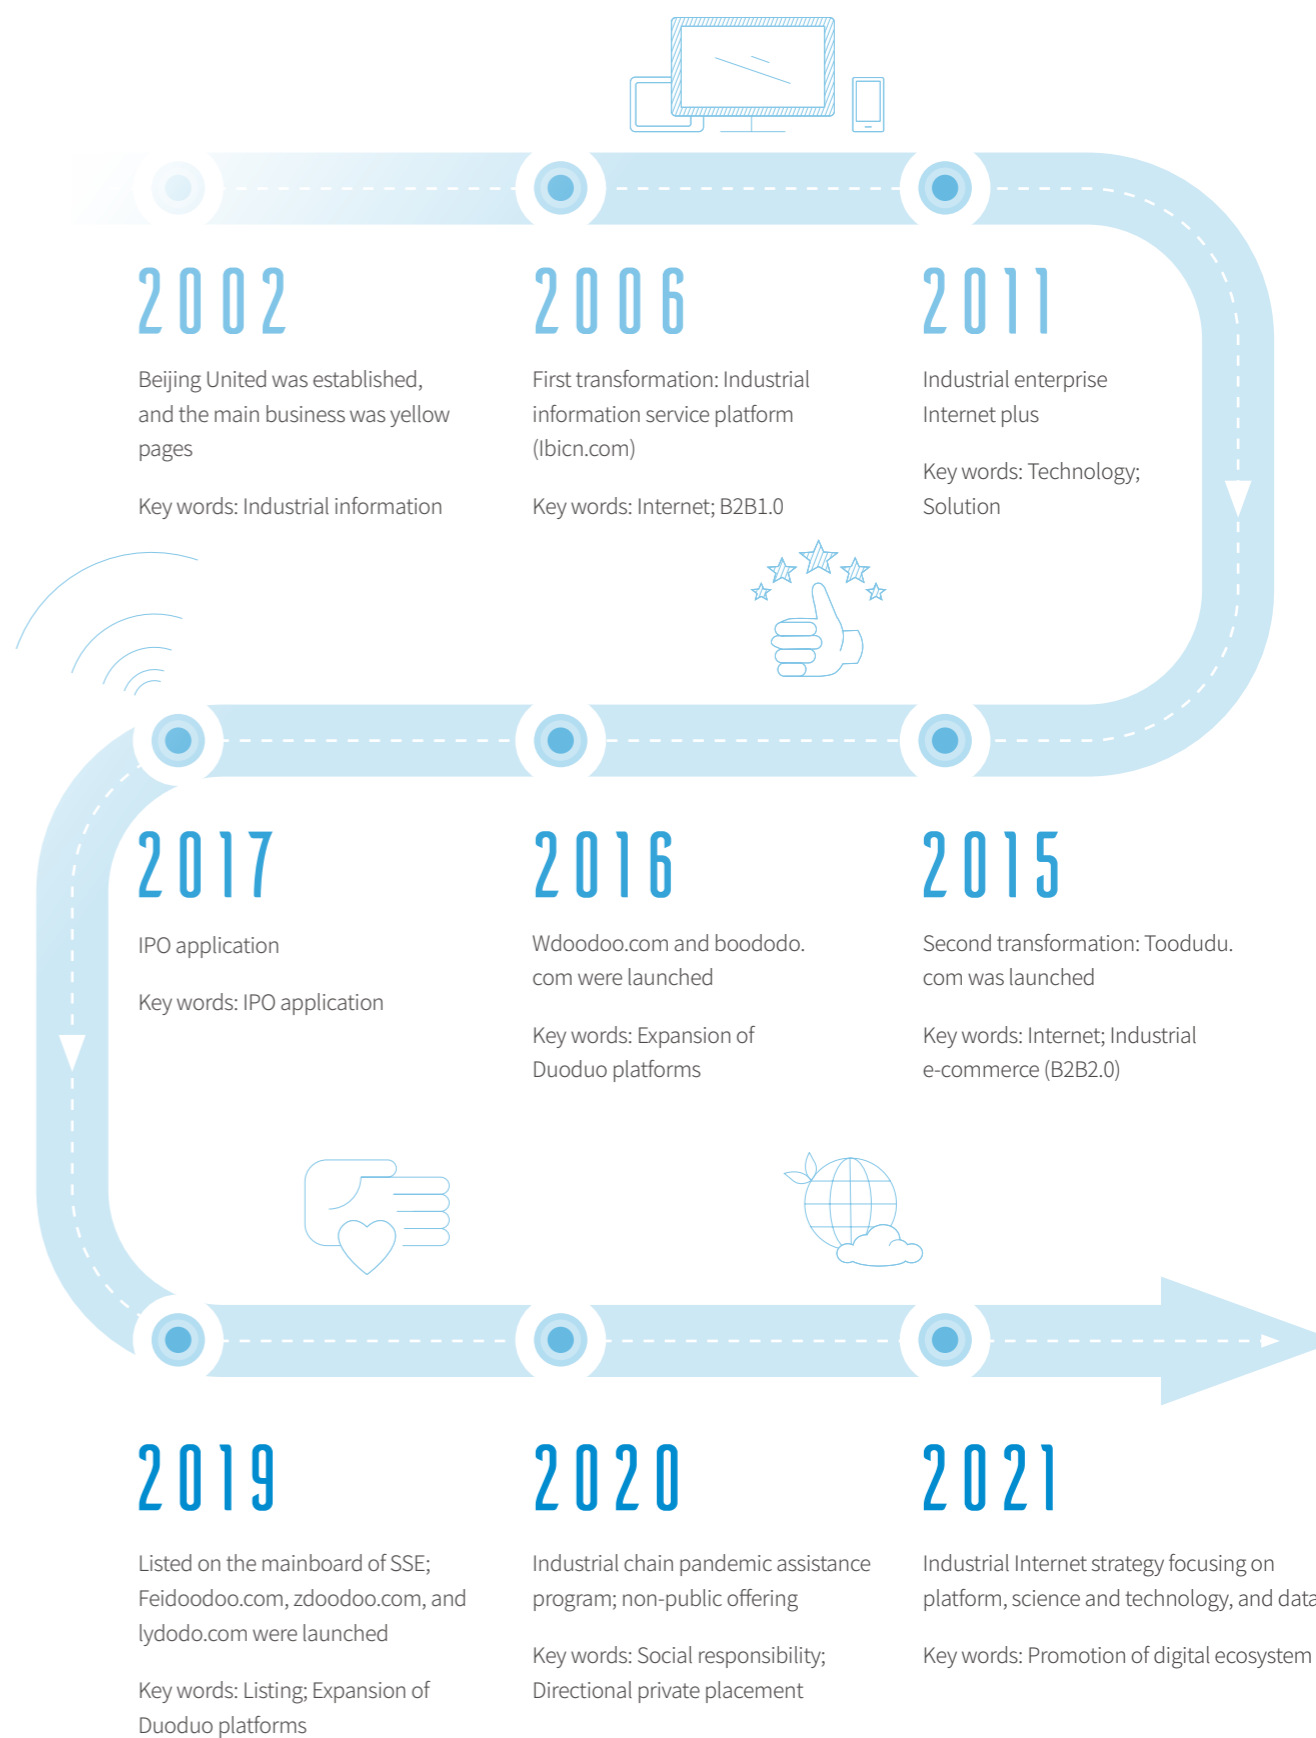 2002
Beijing United was established,
and the main business was yellow
pages
Key words: Industrial information
2006
First transformation: Industrial
information service platform
(Ibicn.com)
Key words: Internet; B2B1.0
2011
Industrial enterprise
Internet plus
Key words: Technology;
Solution
2017
IPO application
Key words: IPO application
2016
Wdoodoo.com and boododo.
com were launched
Key words: Expansion of
Duoduo platforms
2015
Second transformation: Toodudu.
com was launched
Key words: Internet; Industrial
e-commerce (B2B2.0)
2019
Listed on the mainboard of SSE;
Feidoodoo.com, zdoodoo.com, and
lydodo.com were launched
Key words: Listing; Expansion of
Duoduo platforms
2020
Industrial chain pandemic assistance
program; non-public offering
Key words: Social responsibility;
Directional private placement
2021
Industrial Internet strategy focusing on
platform, science and technology, and data
Key words: Promotion of digital ecosystem